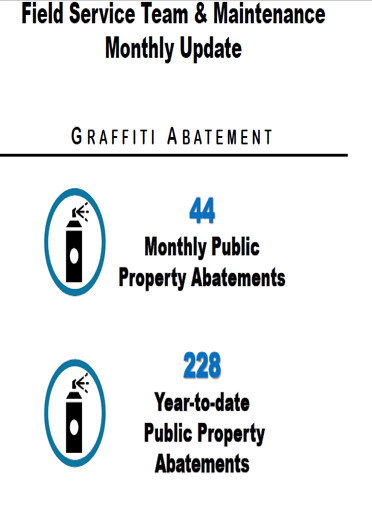 Field Service Team & Maintenance
Monthly Update
GRAFFITI ABATEMENT
44
Monthly Public
Property Abatements
228
Year-to-date
Public Property
Abatements